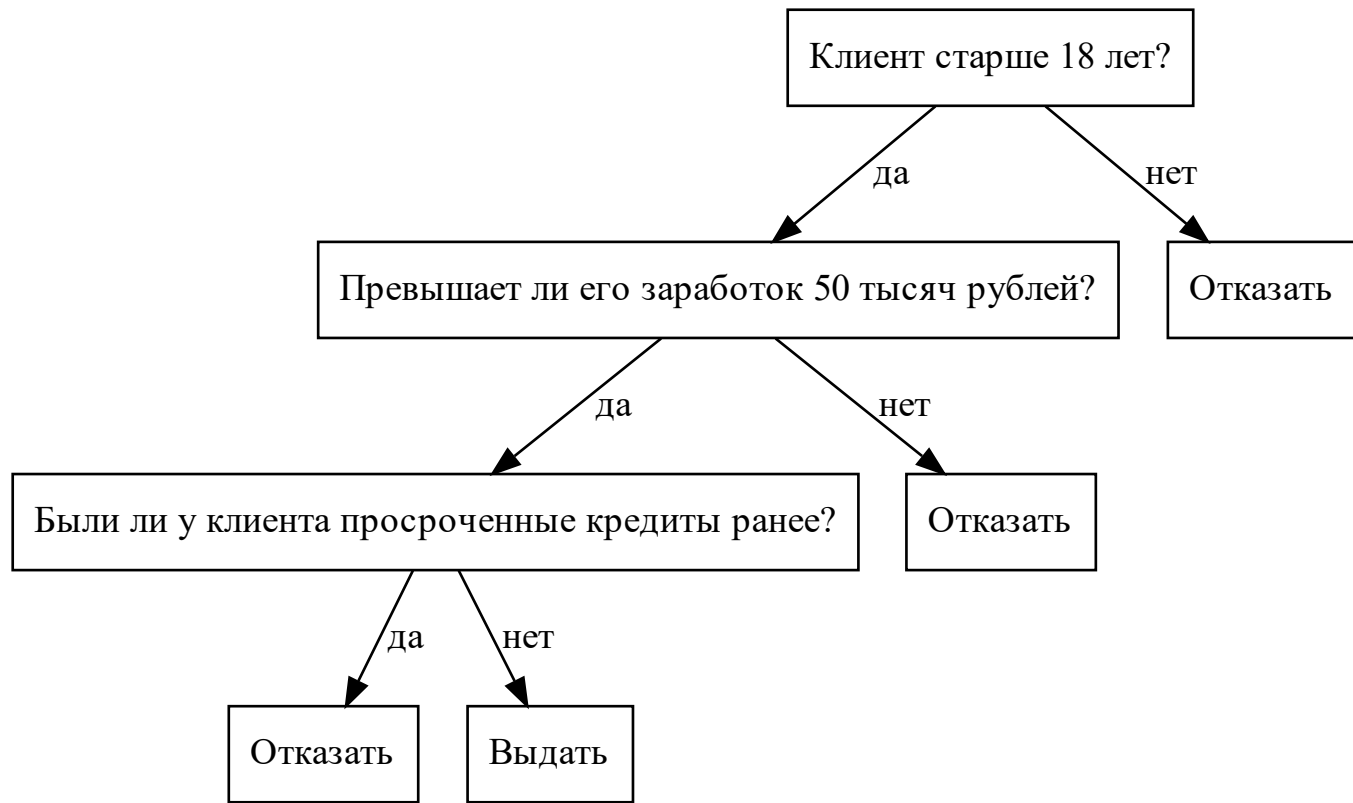 Клиент старше 18 лет?
да
нет
Превышает ли его заработок 50 тысяч рублей?
Отказать
да
нет
Были ли у клиента просроченные кредиты ранее?
Отказать
да
нет
Отказать
Выдать